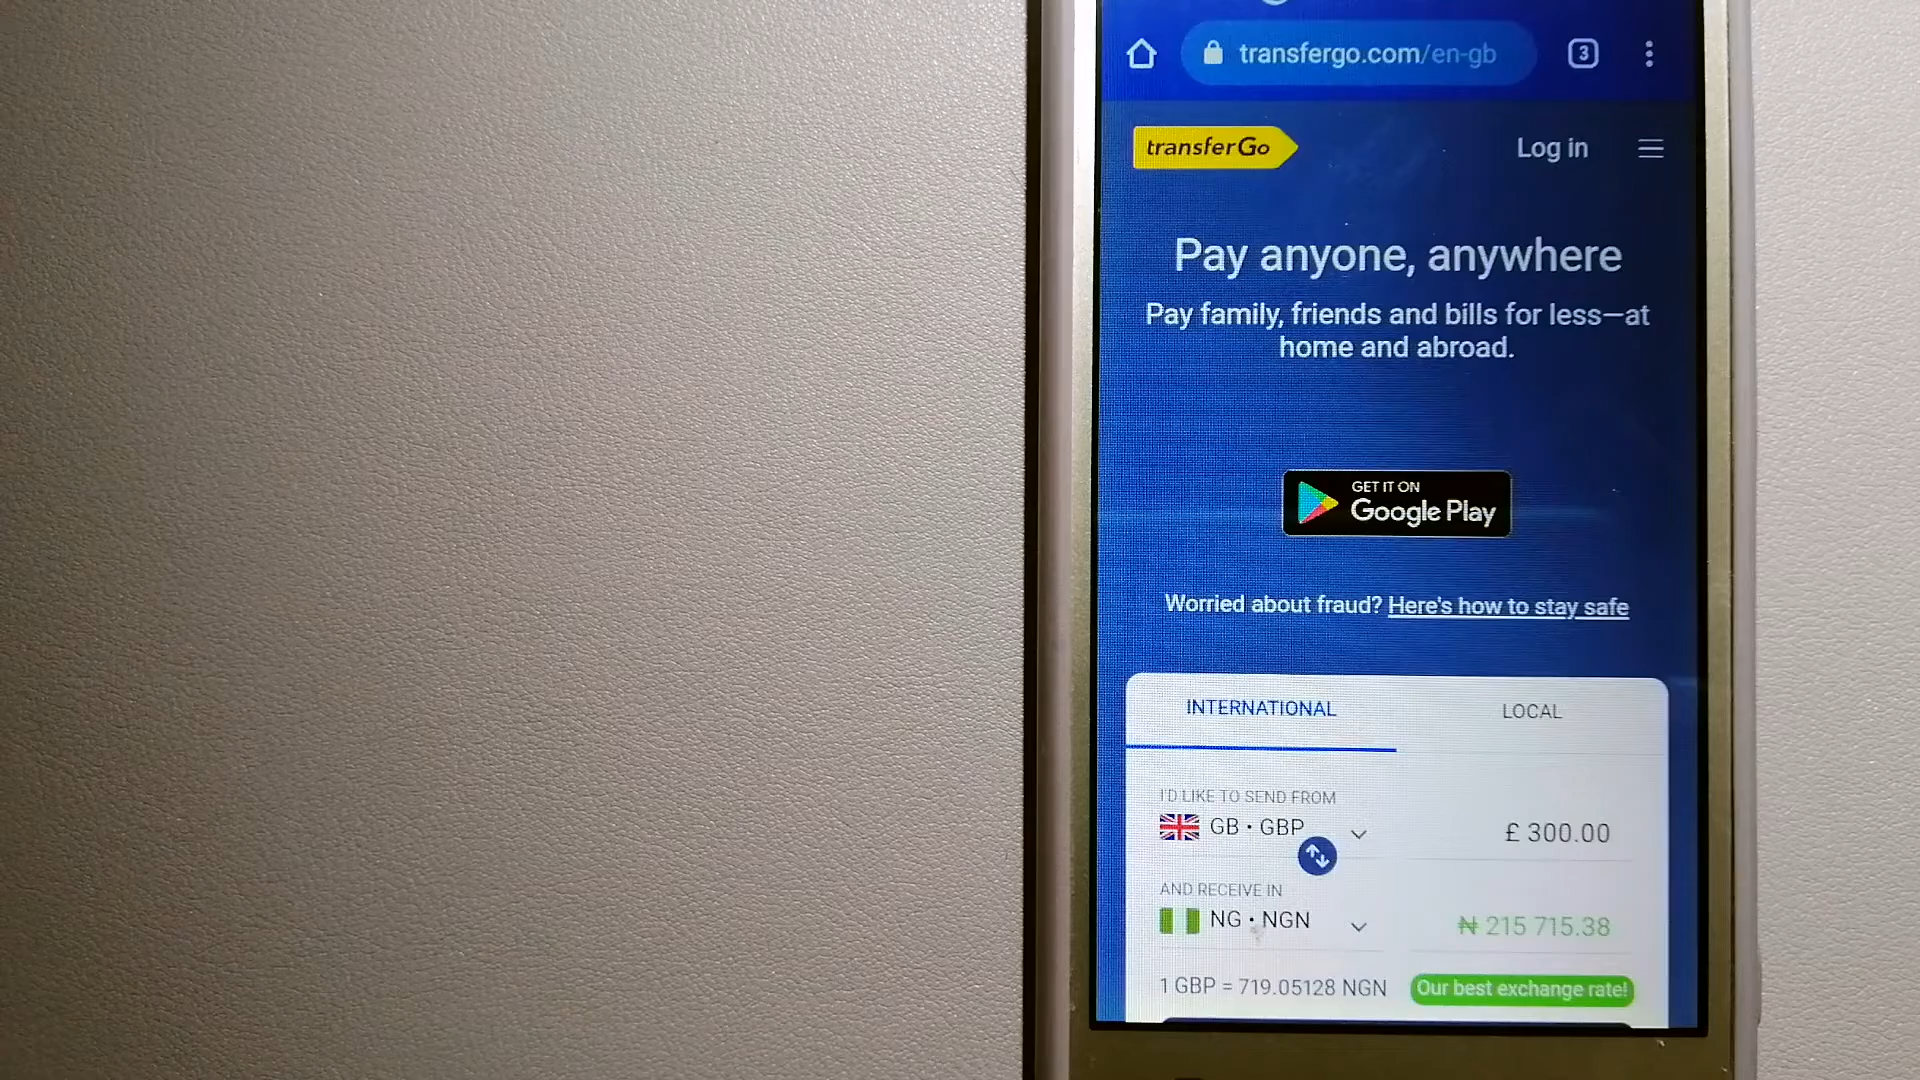 transfergo.com/en-gb
3
transferGo
Log in
Pay anyone, anywhere
Pay family, friends and bills for less—at
home and abroad.
GET IT ON
Google Play
Worried about fraud? Here's how to stay safe
INTERNATIONAL
LOCAL
I'D LIKE TO SEND FROM
GB • GBP
£ 300.00
AND RECEIVE IN
NG • NGN
₦ 215 715.38
1 GBP = 719.05128 NGN
Our best exchange rate!